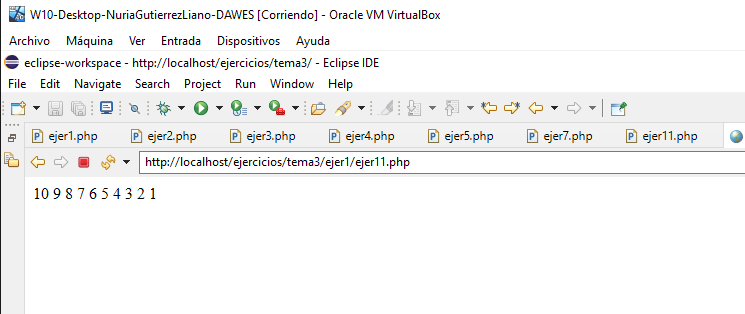 W10-Desktop-NuriaGutierrezLiano-DAWES [Corriendo] - Oracle VM VirtualBox
Archivo Máquina Ver Entrada Dispositivos Ayuda
eclipse-workspace - http://localhost/ejercicios/tema3/ - Eclipse IDE
File Edit Navigate Search Project Run Window Help
ejer1.php ejer2.php ejer3.php ejer4.php ejer5.php ejer7.php ejer11.php
http://localhost/ejercicios/tema3/ejer1/ejer11.php
10 9 8 7 6 5 4 3 2 1